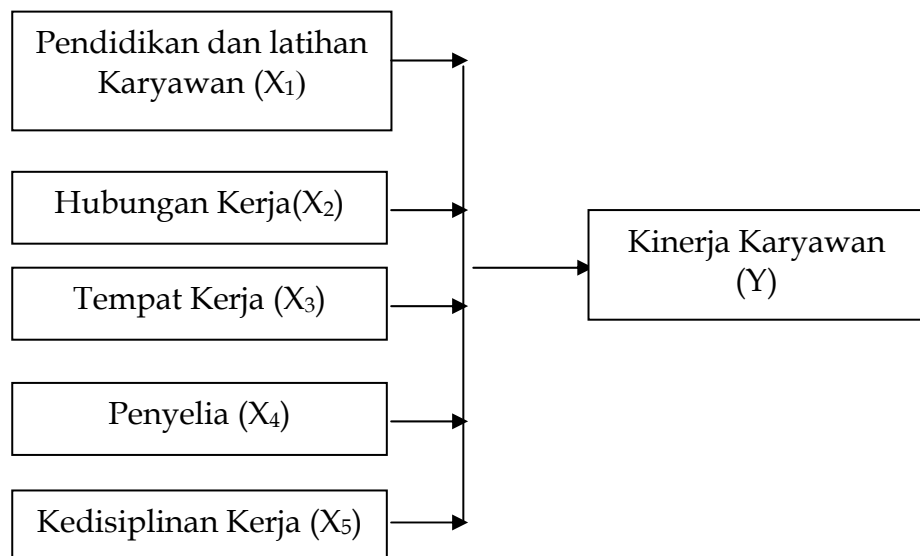 Pendidikan dan latihan
Karyawan (X₁)
Hubungan Kerja(X₂)
Tempat Kerja (X₃)
Penyelia (X₄)
Kedisiplinan Kerja (X₅)
Kinerja Karyawan
(Y)